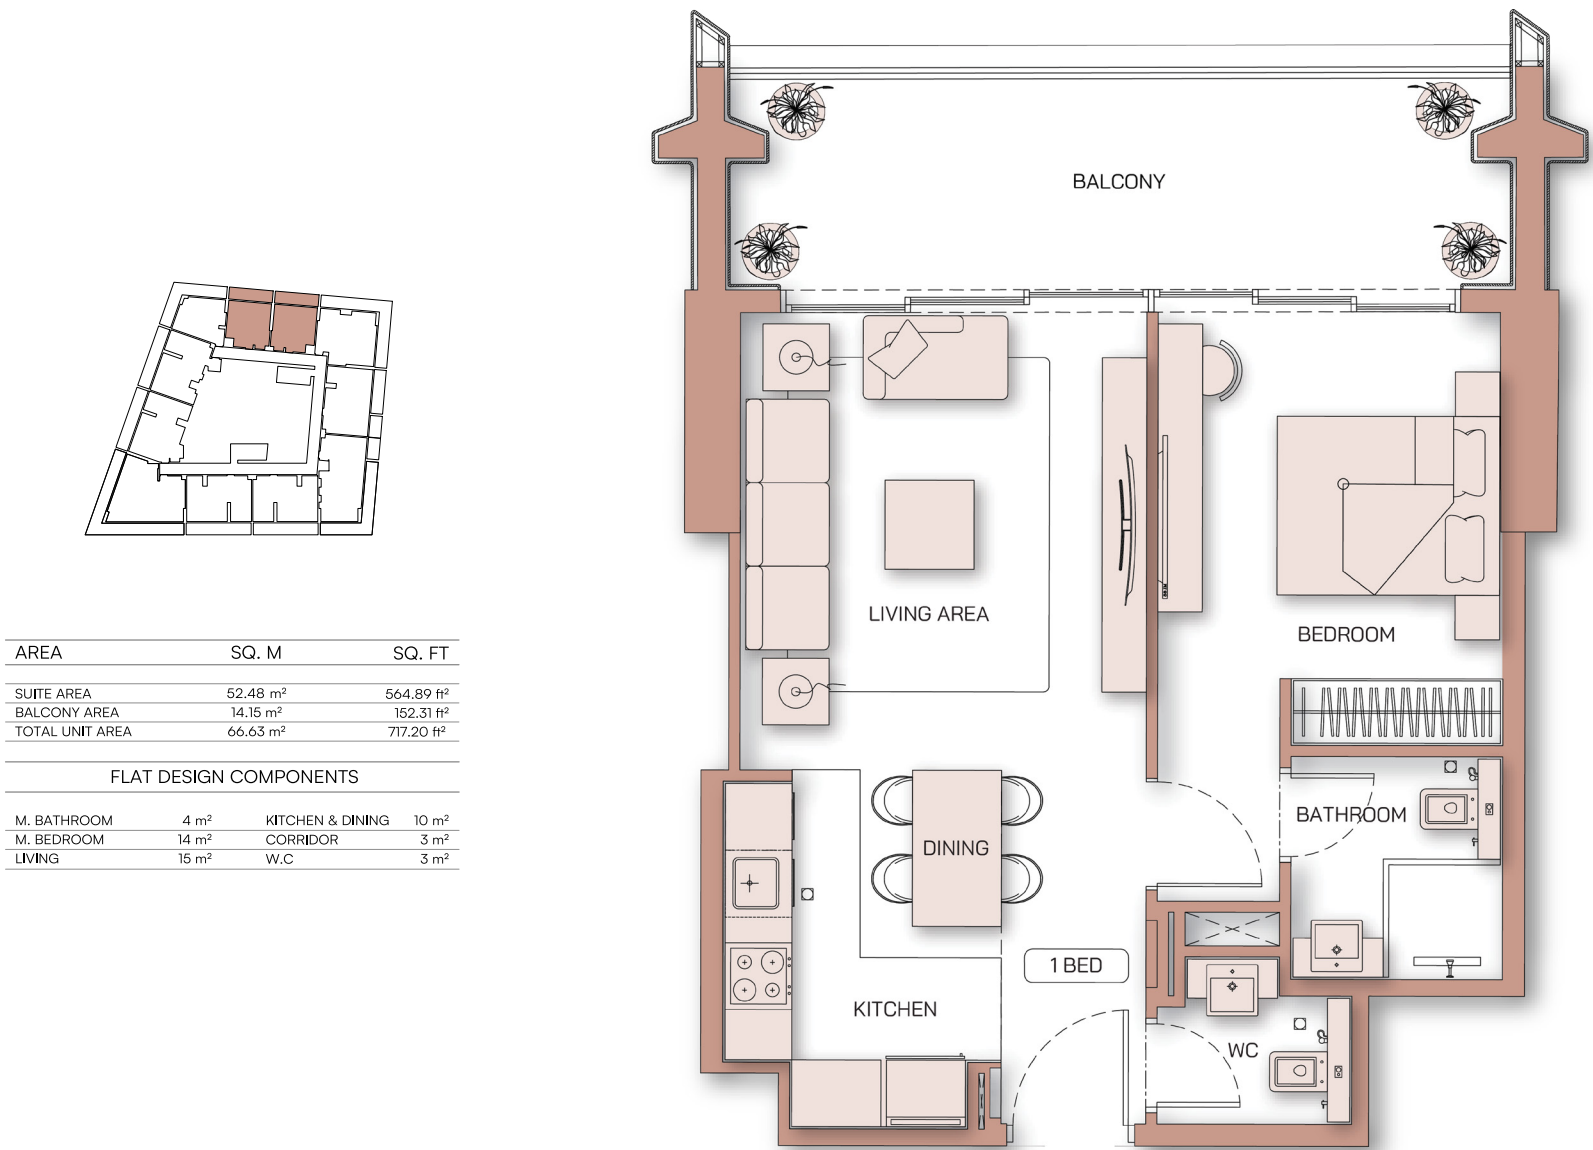 BALCONY
LIVING AREA
BEDROOM
BATHROOM
DINING
1 BED
KITCHEN
WC
AREA SQ. M SQ. FT
SUITE AREA 52.48 m² 564.89 ft²
BALCONY AREA 14.15 m² 152.31 ft²
TOTAL UNIT AREA 66.63 m² 717.20 ft²
FLAT DESIGN COMPONENTS
M. BATHROOM 4 m² KITCHEN & DINING 10 m²
M. BEDROOM 14 m² CORRIDOR 3 m²
LIVING 15 m² W.C 3 m²